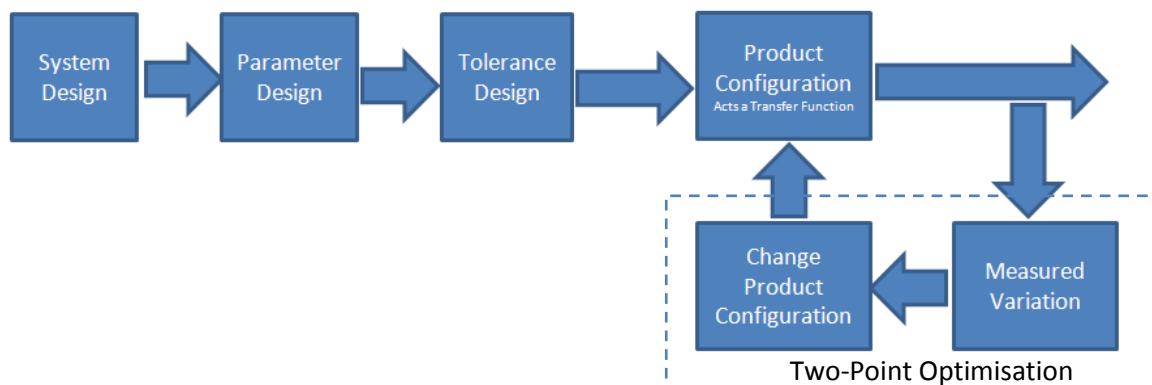 System
Design
Parameter
Design
Tolerance
Design
Product
Configuration
Acts a Transfer Function
Change
Product
Configuration
Measured
Variation
Two-Point Optimisation